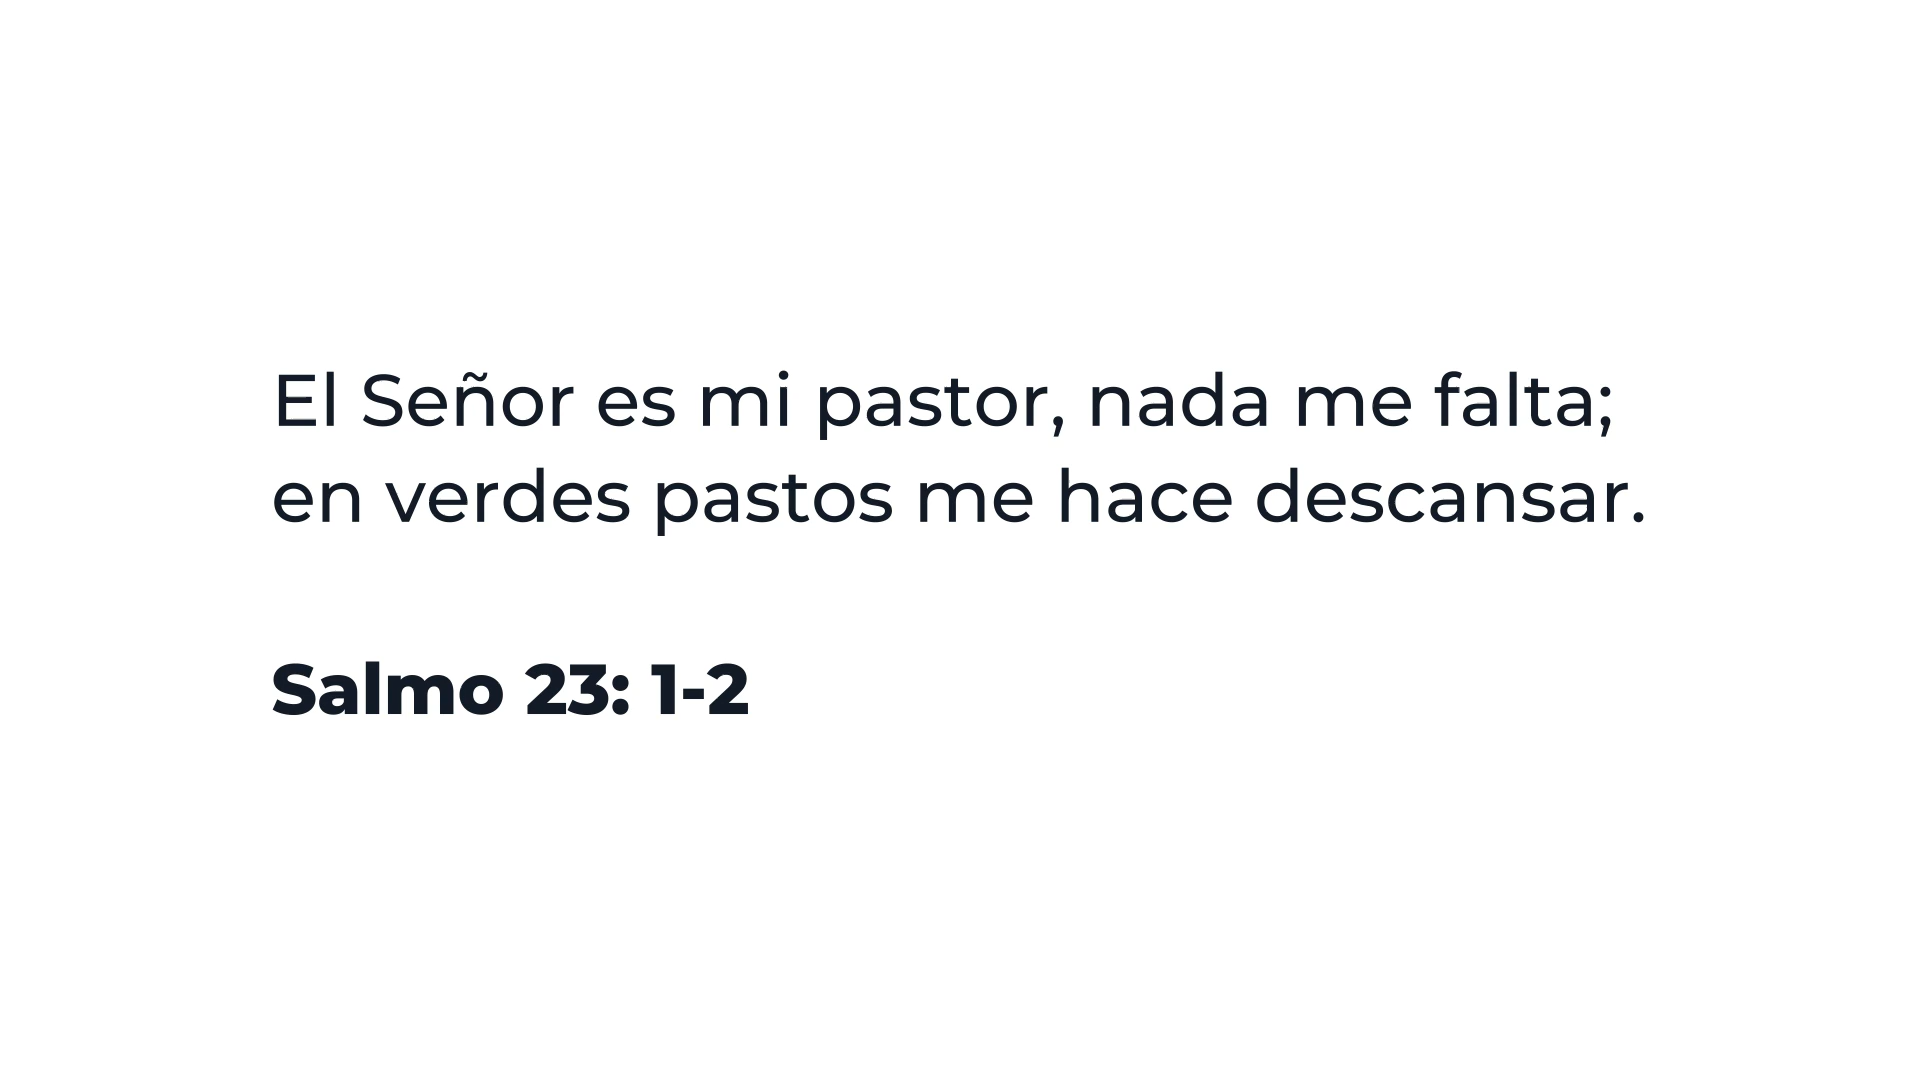 El Señor es mi pastor, nada me falta;
en verdes pastos me hace descansar.
Salmo 23: 1-2